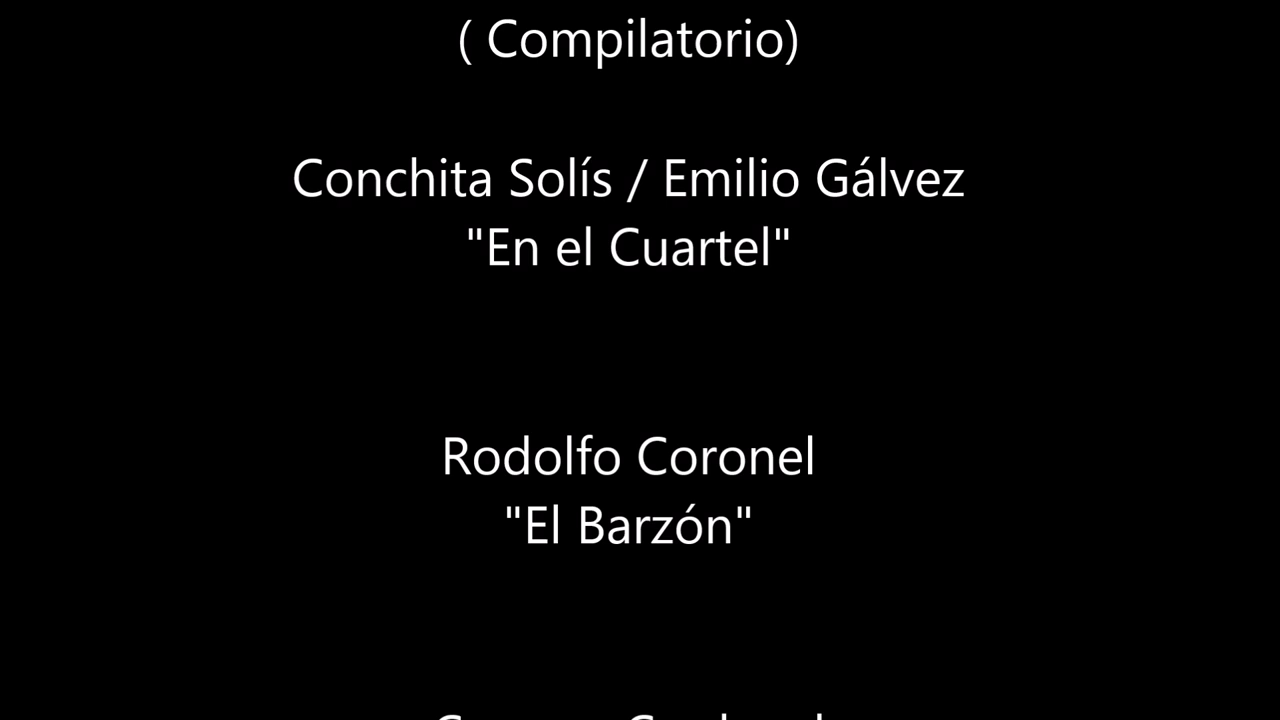 ( Compilatorio)
Conchita Solís / Emilio Gálvez
"En el Cuartel"
Rodolfo Coronel
"El Barzón"